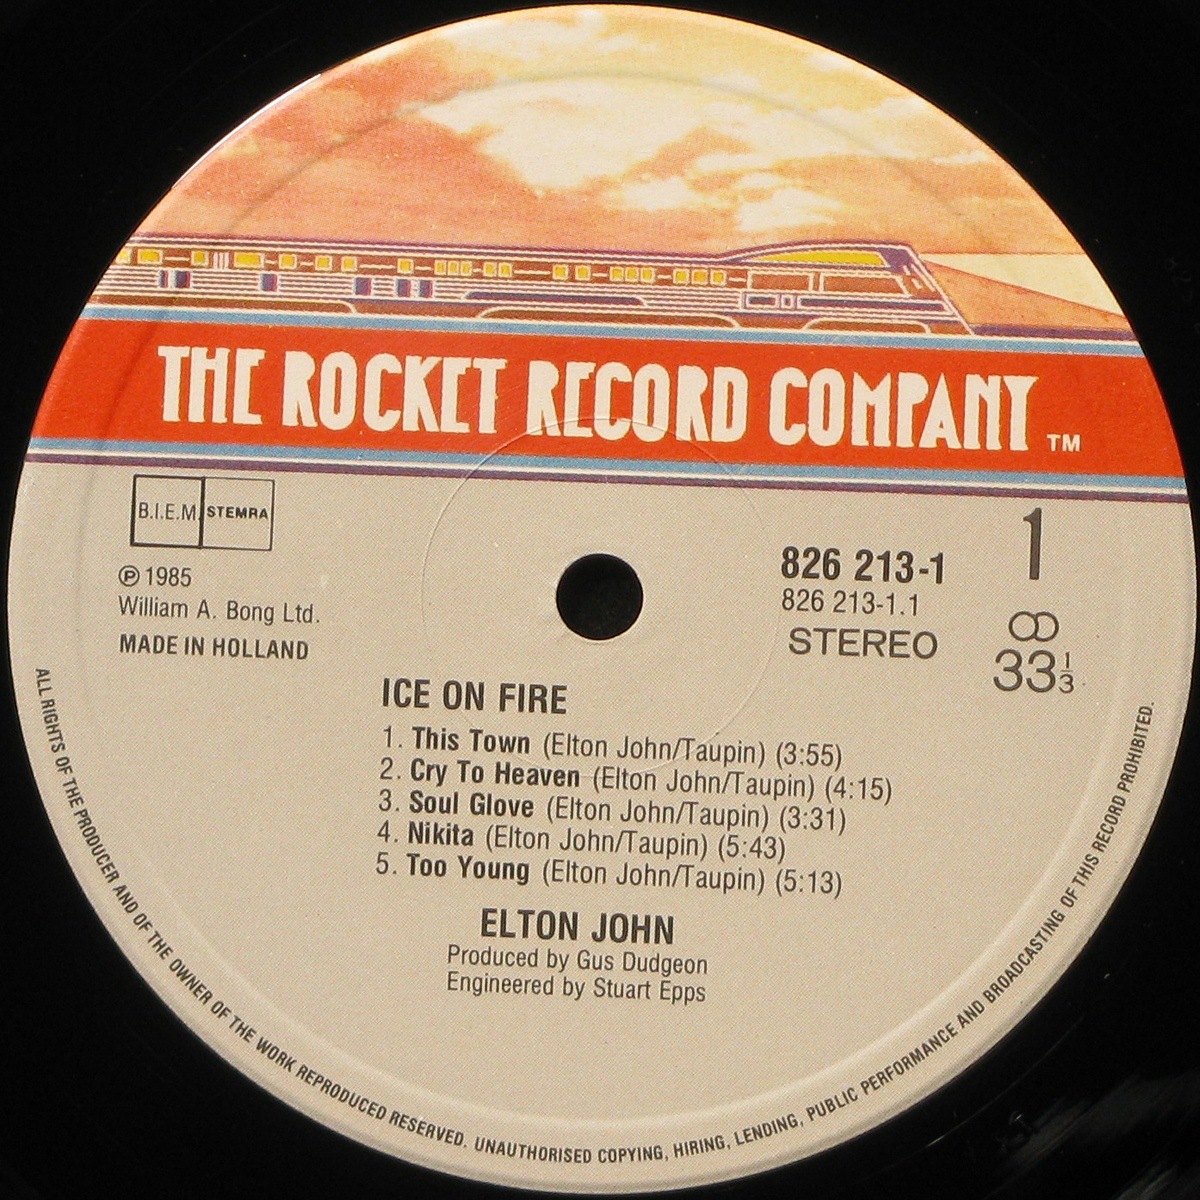 THE ROCKET RECORD COMPANY TM
B.I.E.M. STEMRA
℗ 1985
William A. Bong Ltd.
MADE IN HOLLAND
1
826 213-1
826 213-1.1
STEREO
33 1/3
ICE ON FIRE
1. This Town (Elton John/Taupin) (3:55)
2. Cry To Heaven (Elton John/Taupin) (4:15)
3. Soul Glove (Elton John/Taupin) (3:31)
4. Nikita (Elton John/Taupin) (5:43)
5. Too Young (Elton John/Taupin) (5:13)
ELTON JOHN
Produced by Gus Dudgeon
Engineered by Stuart Epps
ALL RIGHTS OF THE PRODUCER AND OF THE OWNER OF THE WORK REPRODUCED RESERVED. UNAUTHORISED COPYING, HIRING, LENDING, PUBLIC PERFORMANCE AND BROADCASTING OF THIS RECORD PROHIBITED.